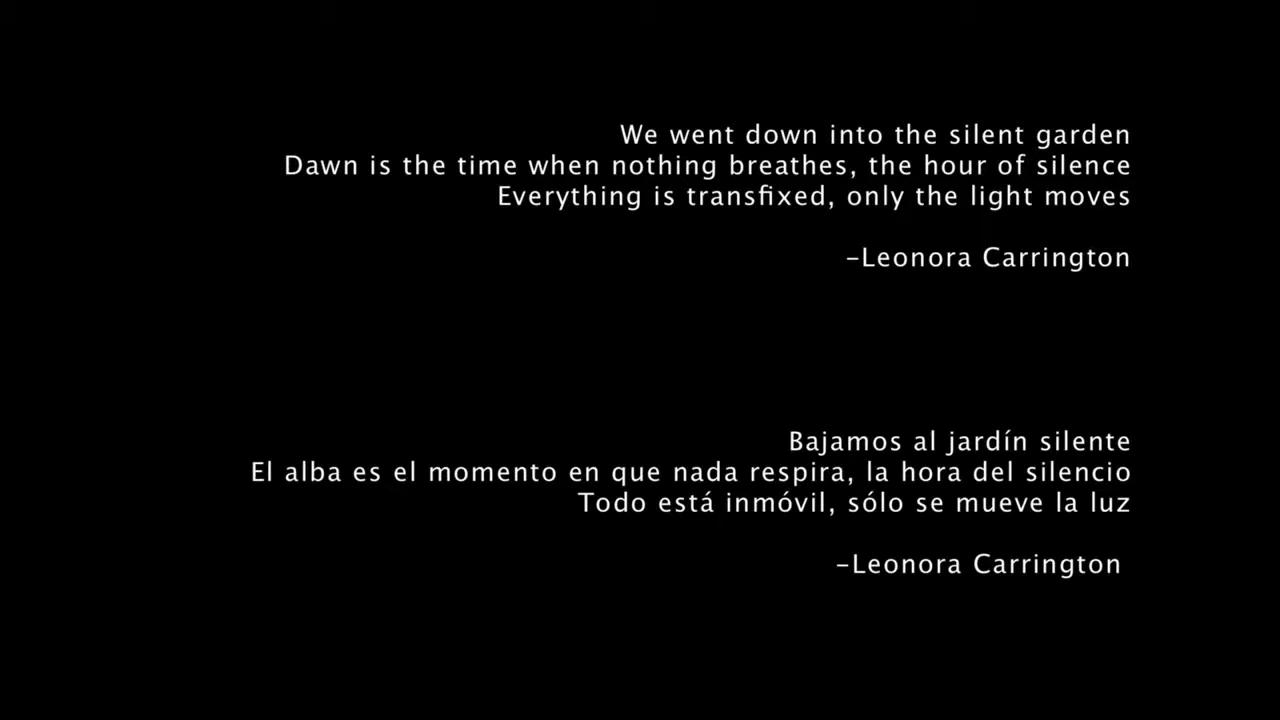 We went down into the silent garden
Dawn is the time when nothing breathes, the hour of silence
Everything is transfixed, only the light moves
–Leonora Carrington
Bajamos al jardín silente
El alba es el momento en que nada respira, la hora del silencio
Todo está inmóvil, sólo se mueve la luz
–Leonora Carrington